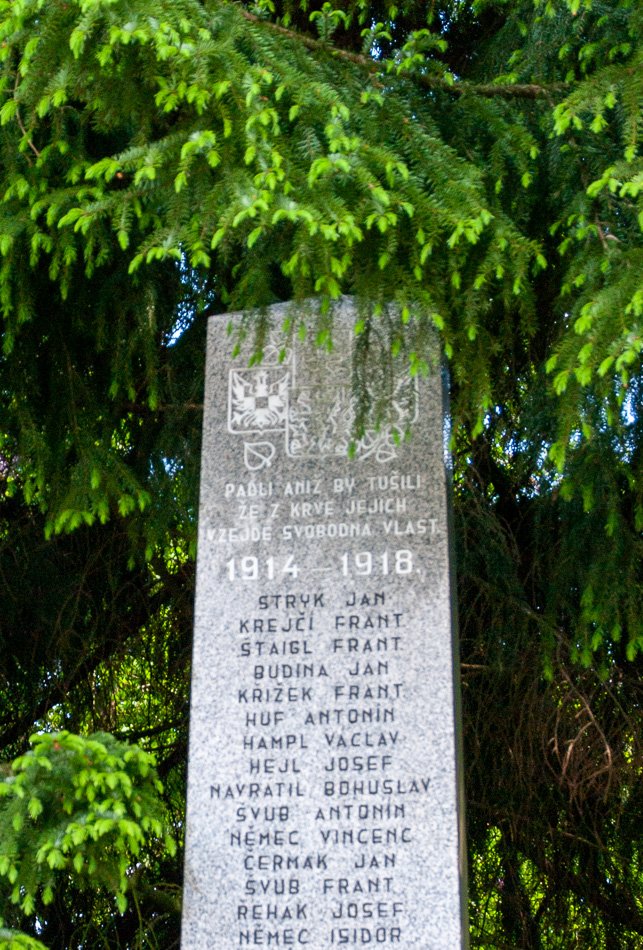 PADLI ANIŽ BY TUŠILI
ŽE Z KRVE JEJICH
VZEJDE SVOBODNÁ VLAST
1914 – 1918.
STRYK JAN
KREJČÍ FRANT.
ŠTAIGL FRANT.
BUDINA JAN
KŘIŽEK FRANT.
HUF ANTONÍN
HAMPL VÁCLAV
HEJL JOSEF
NAVRÁTIL BOHUSLAV
ŠVUB ANTONÍN
NĚMEC VINCENC
ČERMÁK JAN
ŠVUB FRANT.
ŘEHÁK JOSEF
NĚMEC ISIDOR